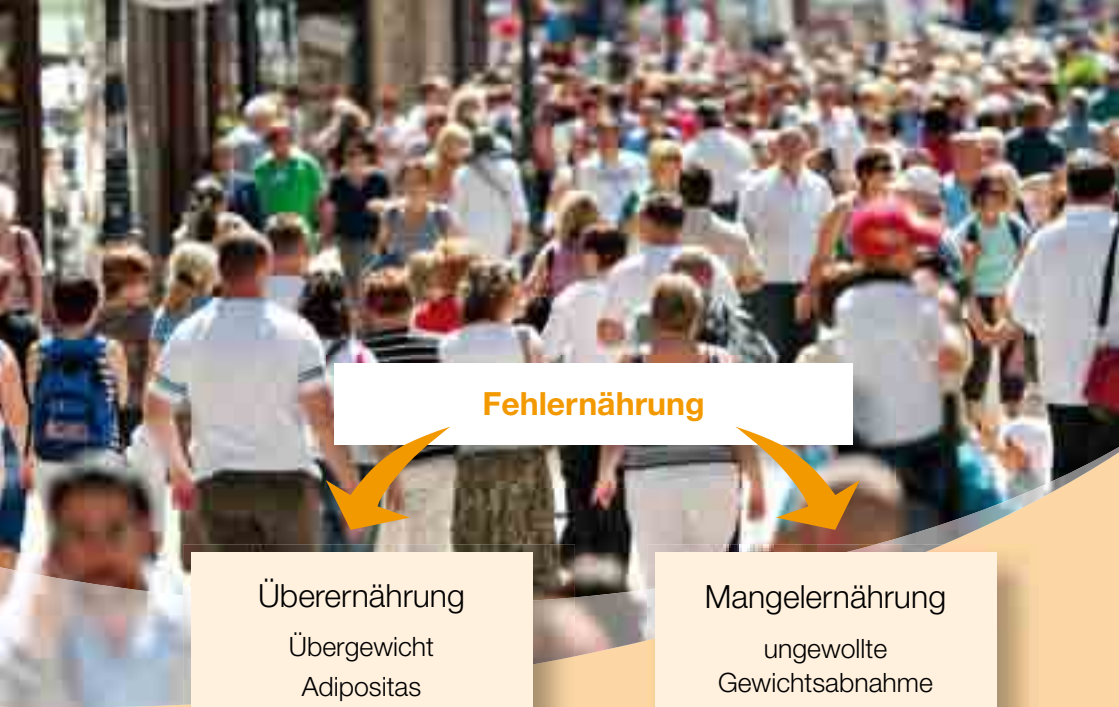 Fehlernährung
Überernährung
Übergewicht
Adipositas
Mangelernährung
ungewollte
Gewichtsabnahme